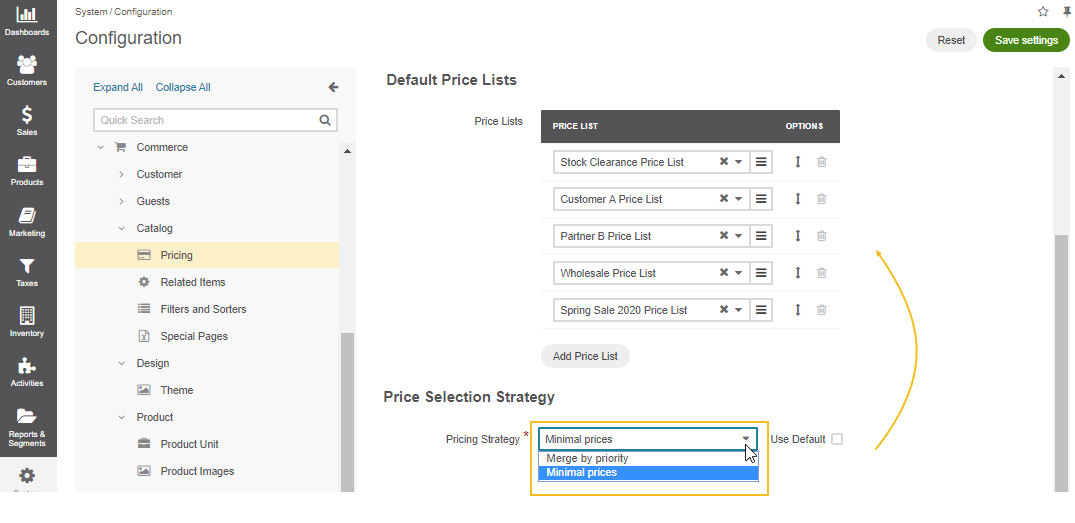 System / Configuration
Configuration
Reset
Save settings
Dashboards
Customers
Sales
Products
Marketing
Taxes
Inventory
Activities
Reports &
Segments
Expand All
Collapse All
Quick Search
Commerce
Customer
Guests
Catalog
Pricing
Related Items
Filters and Sorters
Special Pages
Design
Theme
Product
Product Unit
Product Images
Default Price Lists
Price Lists
PRICE LIST
OPTIONS
Stock Clearance Price List
Customer A Price List
Partner B Price List
Wholesale Price List
Spring Sale 2020 Price List
Add Price List
Price Selection Strategy
Pricing Strategy *
Minimal prices
Use Default
Merge by priority
Minimal prices